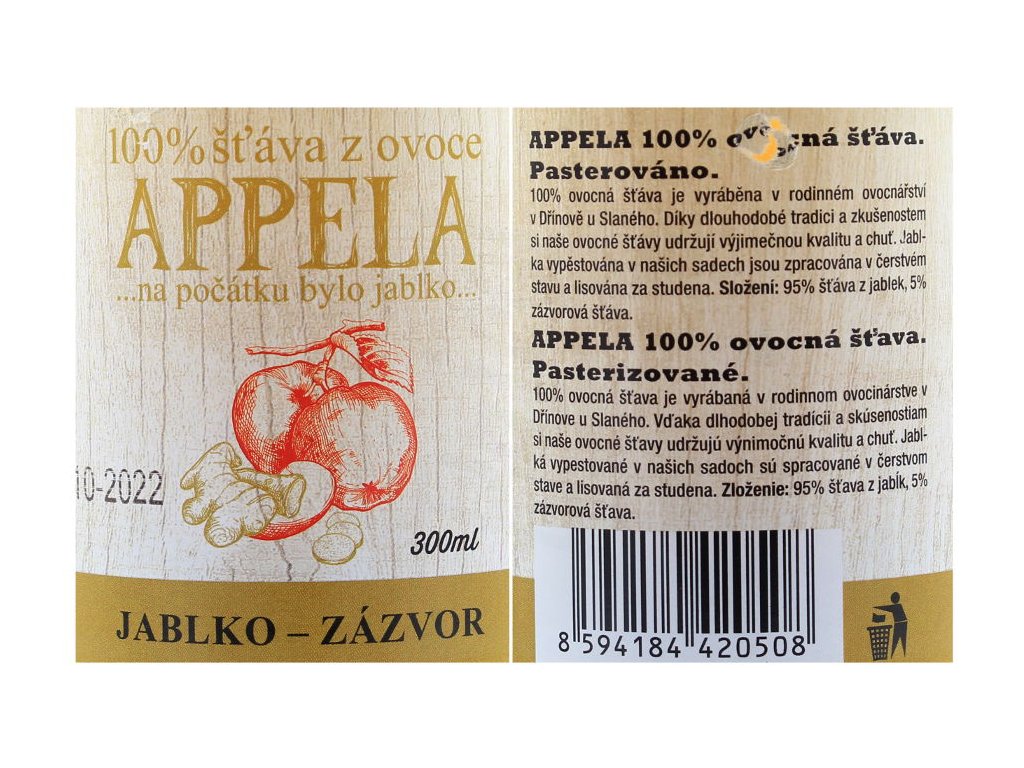 100% šťáva z ovoce
APPELA
...na počátku bylo jablko...
10-2022
300ml
JABLKO – ZÁZVOR
APPELA 100% ovocná šťáva.
Pasterováno.
100% ovocná šťáva je vyráběna v rodinném ovocnářství
v Dřínově u Slaného. Díky dlouhodobé tradici a zkušenostem
si naše ovocné šťávy udržují výjimečnou kvalitu a chuť. Jabl-
ka vypěstována v našich sadech jsou zpracována v čerstvém
stavu a lisována za studena. Složení: 95% šťáva z jablek, 5%
zázvorová šťáva.
APPELA 100% ovocná šťava.
Pasterizované.
100% ovocná šťava je vyrábaná v rodinnom ovocinárstve v
Dřínove u Slaného. Vďaka dlhodobej tradícii a skúsenostiam
si naše ovocné šťavy udržujú výnimočnú kvalitu a chuť. Jabl-
ká vypestované v našich sadoch sú spracované v čerstvom
stave a lisovaná za studena. Zloženie: 95% šťava z jabĺk, 5%
zázvorová šťava.
8 594184 420508